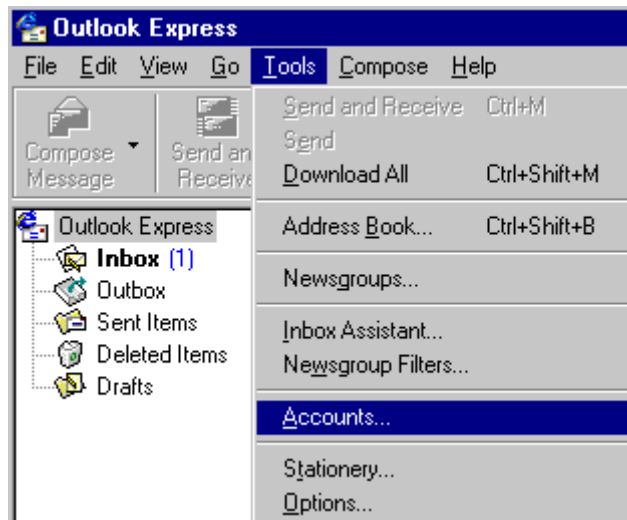 Outlook Express
File Edit View Go Tools Compose Help
Compose Message
Send an
Receive
Send and Receive Ctrl+M
Send
Download All Ctrl+Shift+M
Address Book... Ctrl+Shift+B
Newsgroups...
Inbox Assistant...
Newsgroup Filters...
Accounts...
Stationery...
Options...
Outlook Express
Inbox (1)
Outbox
Sent Items
Deleted Items
Drafts